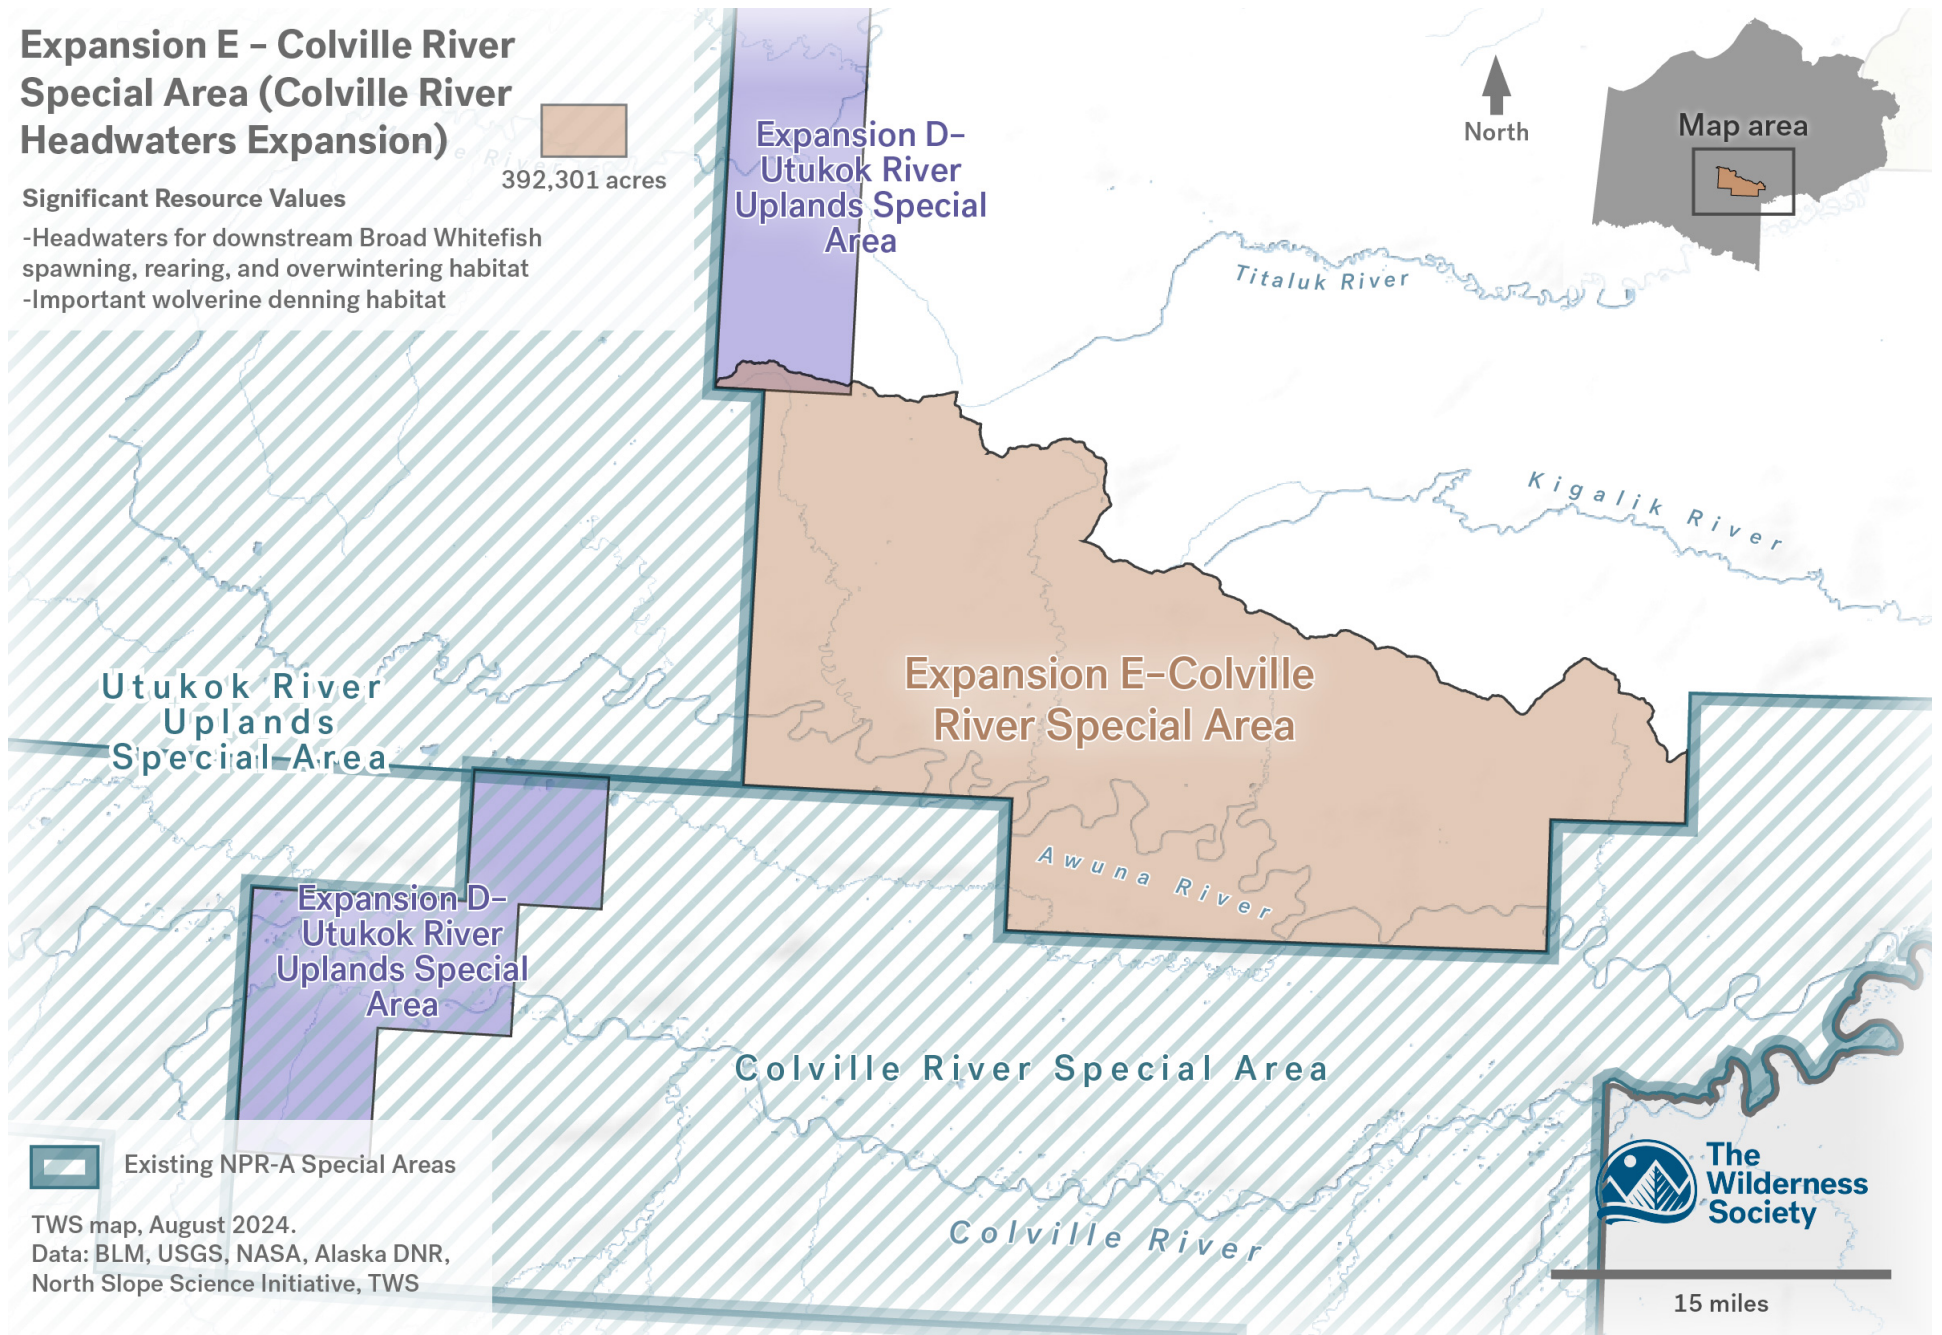 Expansion E – Colville River
Special Area (Colville River
Headwaters Expansion)
392,301 acres
Significant Resource Values
-Headwaters for downstream Broad Whitefish
spawning, rearing, and overwintering habitat
-Important wolverine denning habitat
Expansion D–
Utukok River
Uplands Special
Area
North
Map area
Titaluk River
Kigalik River
Expansion E–Colville
River Special Area
Awuna River
Utukok River
Uplands
Special Area
Expansion D–
Utukok River
Uplands Special
Area
Colville River Special Area
Colville River
Existing NPR-A Special Areas
TWS map, August 2024.
Data: BLM, USGS, NASA, Alaska DNR,
North Slope Science Initiative, TWS
The
Wilderness
Society
15 miles